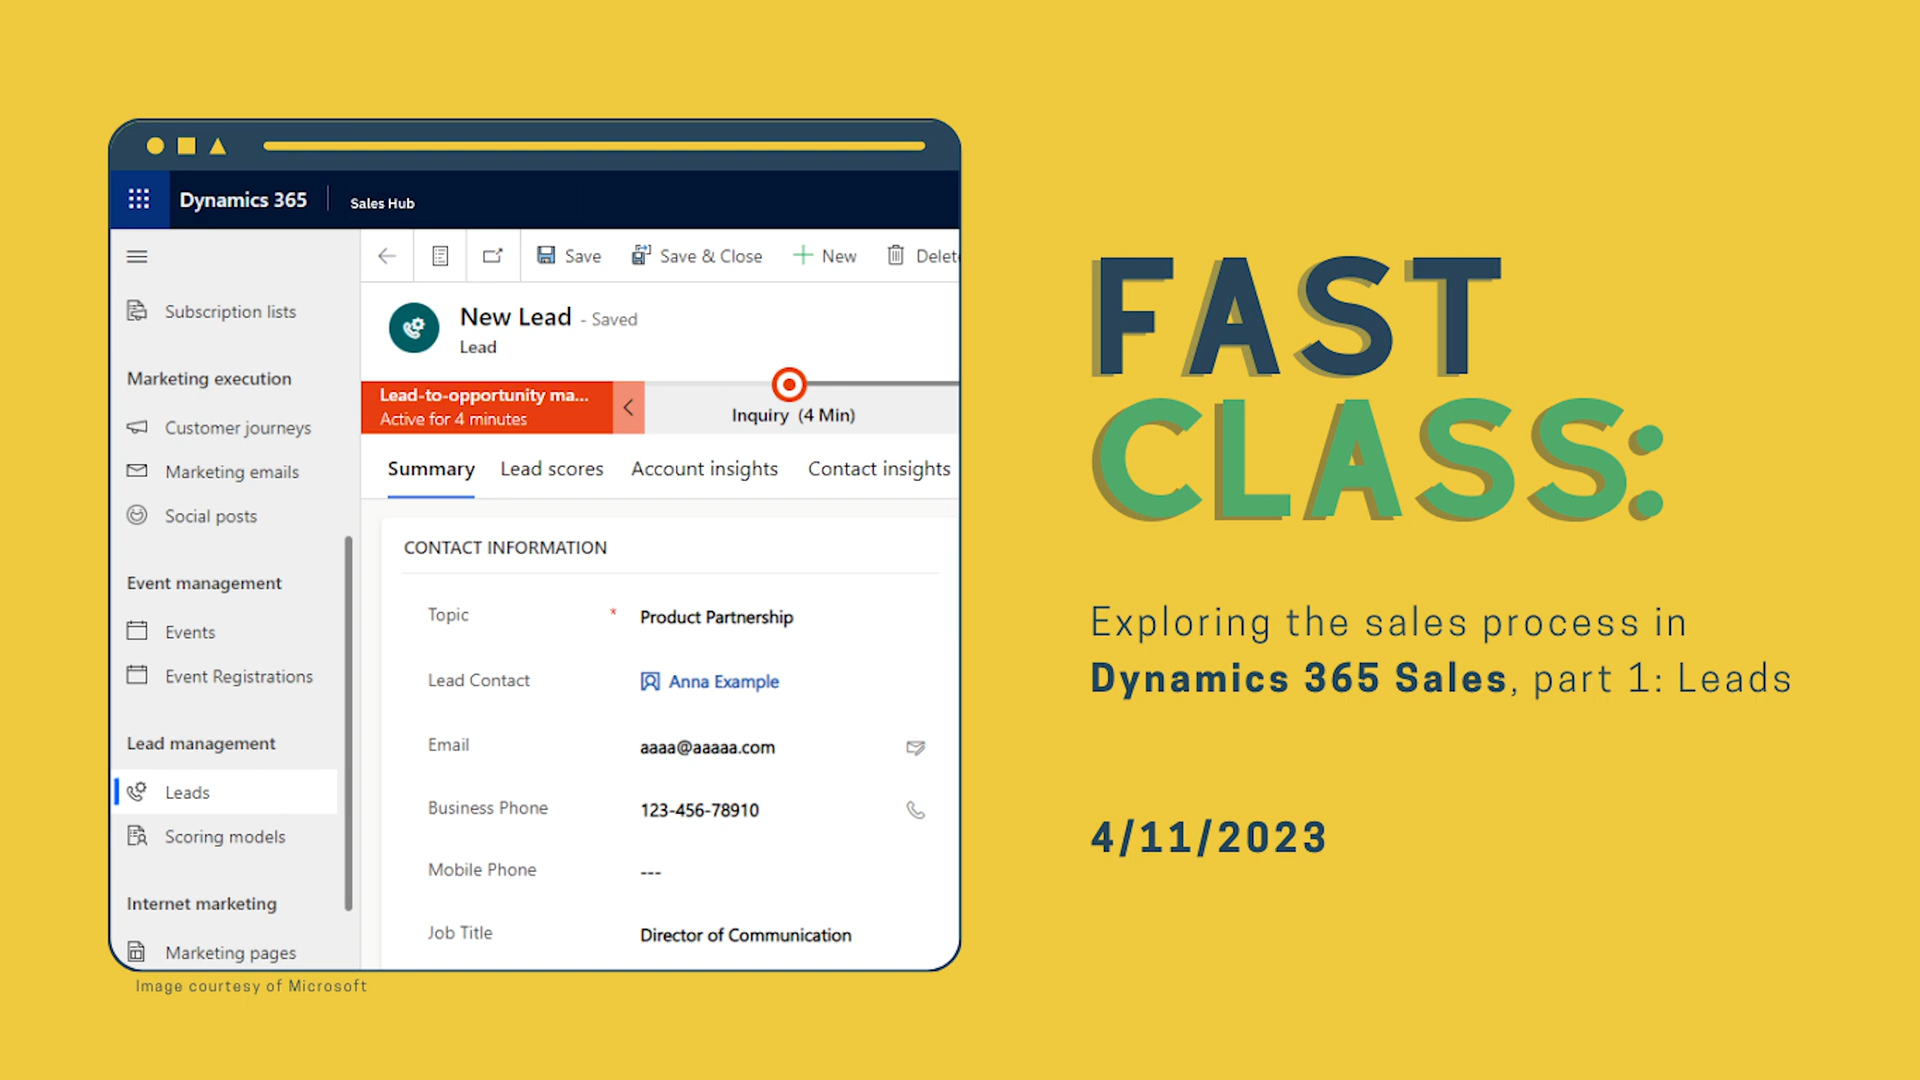 Dynamics 365
Sales Hub
Subscription lists
Marketing execution
Customer journeys
Marketing emails
Social posts
Event management
Events
Event Registrations
Lead management
Leads
Scoring models
Internet marketing
Marketing pages
Save
Save & Close
New
Delete
New Lead - Saved
Lead
Lead-to-opportunity ma...
Active for 4 minutes
Inquiry (4 Min)
Summary
Lead scores
Account insights
Contact insights
CONTACT INFORMATION
Topic * Product Partnership
Lead Contact Anna Example
Email aaaa@aaaaa.com
Business Phone 123-456-78910
Mobile Phone ---
Job Title Director of Communication
Image courtesy of Microsoft
FAST
CLASS:
Exploring the sales process in
Dynamics 365 Sales, part 1: Leads
4/11/2023